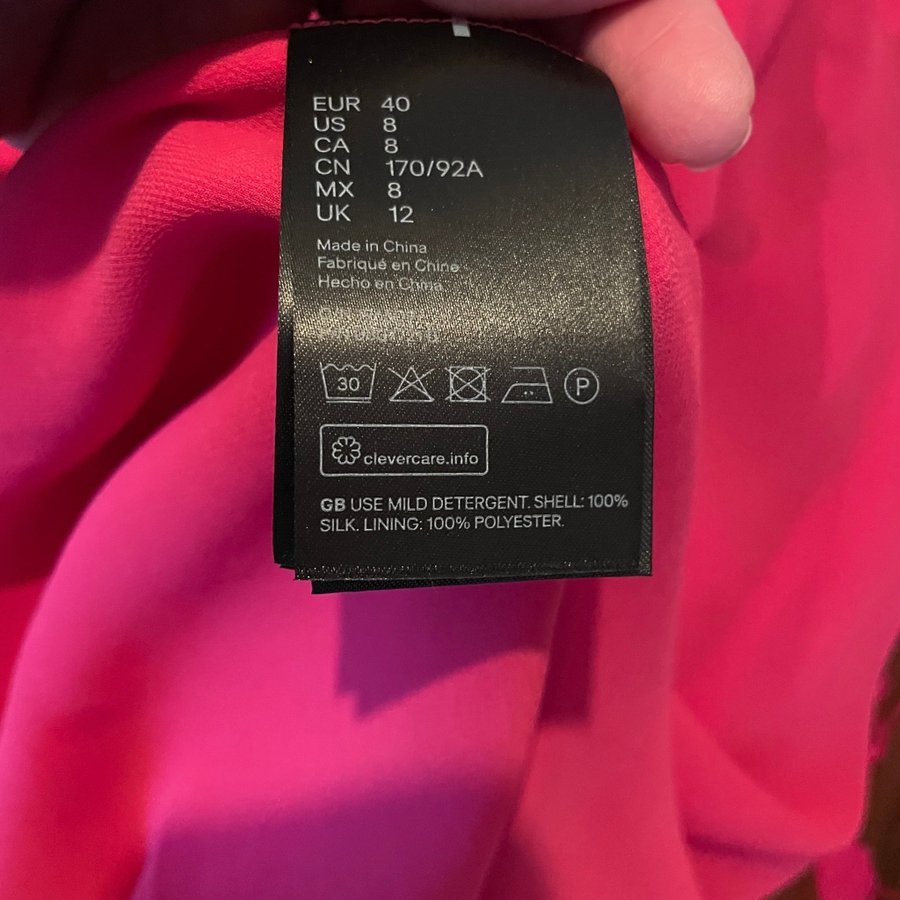 EUR 40
US 8
CA 8
CN 170/92A
MX 8
UK 12
Made in China
Fabriqué en Chine
Hecho en China
30
P
clevercare.info
GB USE MILD DETERGENT. SHELL: 100%
SILK. LINING: 100% POLYESTER.